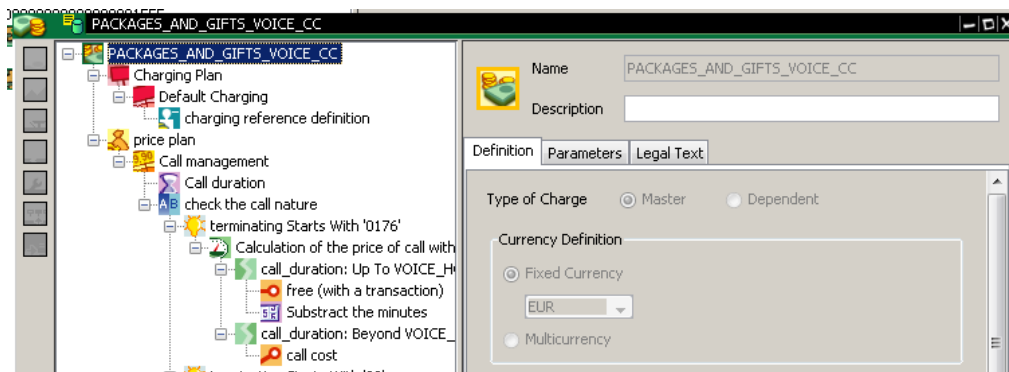 PACKAGES_AND_GIFTS_VOICE_CC
PACKAGES_AND_GIFTS_VOICE_CC
Charging Plan
Default Charging
charging reference definition
price plan
Call management
Call duration
check the call nature
terminating Starts With '0176'
Calculation of the price of call with
call_duration: Up To VOICE_H
free (with a transaction)
Substract the minutes
call_duration: Beyond VOICE_
call cost
Name PACKAGES_AND_GIFTS_VOICE_CC
Description
Definition Parameters Legal Text
Type of Charge Master Dependent
Currency Definition
Fixed Currency
EUR
Multicurrency